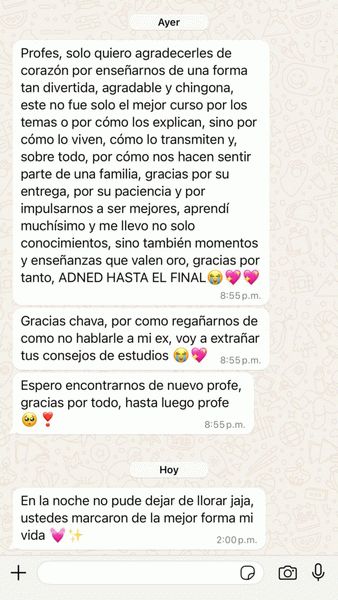 Ayer
Profes, solo quiero agradecerles de
corazón por enseñarnos de una forma
tan divertida, agradable y chingona,
este no fue solo el mejor curso por los
temas o por cómo los explican, sino por
cómo lo viven, cómo lo transmiten y,
sobre todo, por cómo nos hacen sentir
parte de una familia, gracias por su
entrega, por su paciencia y por
impulsarnos a ser mejores, aprendí
muchísimo y me llevo no solo
conocimientos, sino también momentos
y enseñanzas que valen oro, gracias por
tanto, ADNED HASTA EL FINAL😭💖💖
8:55 p.m.
Gracias chava, por como regañarnos de
como no hablarle a mi ex, voy a extrañar
tus consejos de estudios 😭💖
8:55 p.m.
Espero encontrarnos de nuevo profe,
gracias por todo, hasta luego profe
🥺❣️
8:55 p.m.
Hoy
En la noche no pude dejar de llorar jaja,
ustedes marcaron de la mejor forma mi
vida 💓✨
2:00 p.m.